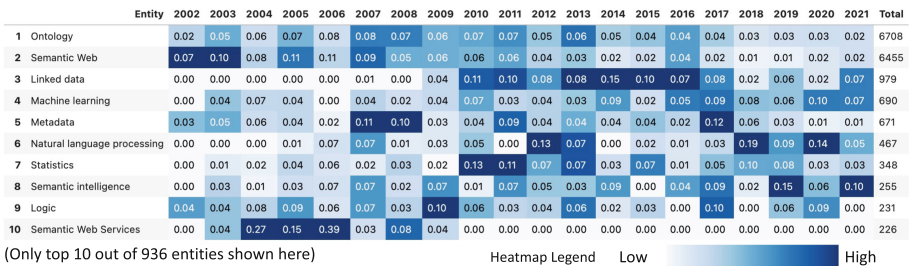 Entity 2002 2003 2004 2005 2006 2007 2008 2009 2010 2011 2012 2013 2014 2015 2016 2017 2018 2019 2020 2021 Total
1 Ontology 0.02 0.05 0.06 0.07 0.08 0.08 0.07 0.06 0.07 0.07 0.05 0.06 0.05 0.04 0.04 0.04 0.03 0.03 0.03 0.02 6708
2 Semantic Web 0.07 0.10 0.08 0.11 0.11 0.09 0.05 0.06 0.06 0.06 0.04 0.03 0.02 0.02 0.04 0.02 0.01 0.01 0.02 0.02 6455
3 Linked data 0.00 0.00 0.00 0.00 0.00 0.01 0.00 0.04 0.11 0.10 0.08 0.08 0.15 0.10 0.07 0.08 0.02 0.06 0.02 0.07 979
4 Machine learning 0.00 0.04 0.07 0.04 0.00 0.04 0.02 0.04 0.07 0.03 0.04 0.04 0.09 0.02 0.05 0.09 0.08 0.06 0.10 0.07 690
5 Metadata 0.03 0.05 0.06 0.04 0.02 0.11 0.10 0.03 0.04 0.09 0.04 0.04 0.04 0.04 0.02 0.12 0.06 0.03 0.03 0.01 671
6 Natural language processing 0.00 0.00 0.00 0.01 0.07 0.07 0.01 0.03 0.05 0.00 0.13 0.07 0.00 0.02 0.01 0.03 0.19 0.09 0.14 0.05 467
7 Statistics 0.00 0.01 0.02 0.04 0.06 0.02 0.03 0.02 0.13 0.11 0.07 0.07 0.03 0.07 0.01 0.05 0.10 0.08 0.03 0.03 348
8 Semantic intelligence 0.00 0.03 0.01 0.03 0.07 0.07 0.02 0.07 0.01 0.07 0.05 0.03 0.09 0.00 0.04 0.09 0.02 0.15 0.06 0.10 255
9 Logic 0.04 0.04 0.08 0.09 0.06 0.07 0.03 0.10 0.06 0.03 0.04 0.06 0.02 0.03 0.00 0.10 0.00 0.06 0.09 0.00 231
10 Semantic Web Services 0.00 0.04 0.27 0.15 0.39 0.03 0.08 0.04 0.00 0.00 0.00 0.00 0.00 0.00 0.00 0.00 0.00 0.00 0.00 0.00 226
(Only top 10 out of 936 entities shown here) Heatmap Legend Low High